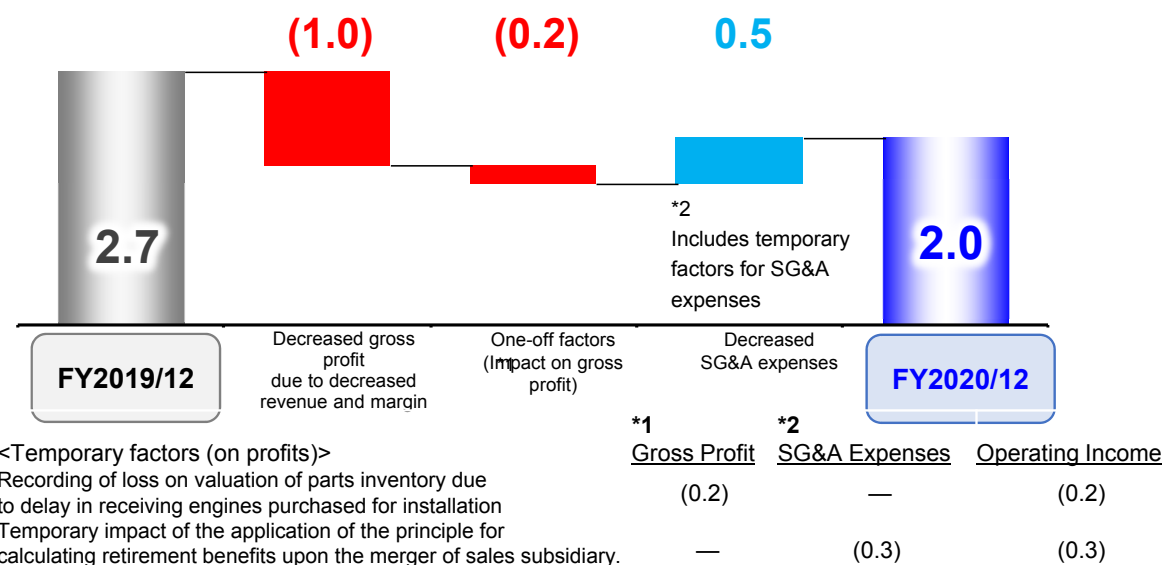 (1.0) (0.2) 0.5
2.7
*2
Includes temporary
factors for SG&A
expenses
2.0
FY2019/12
Decreased gross
profit
due to decreased
revenue and margin
One-off factors
(Impact on gross
profit)
*1
Decreased
SG&A expenses
FY2020/12
*1 *2
<Temporary factors (on profits)> Gross Profit SG&A Expenses Operating Income
Recording of loss on valuation of parts inventory due
to delay in receiving engines purchased for installation (0.2) — (0.2)
Temporary impact of the application of the principle for
calculating retirement benefits upon the merger of sales subsidiary. — (0.3) (0.3)